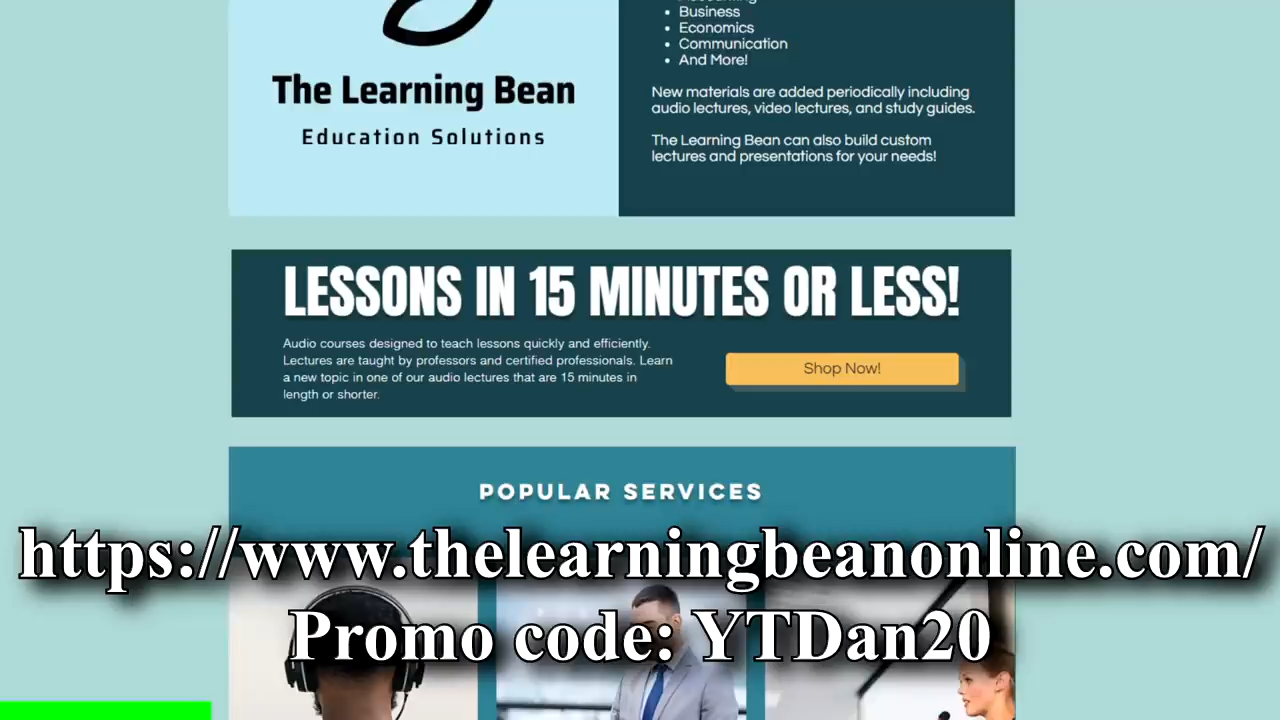 Business
Economics
Communication
And More!
The Learning Bean
Education Solutions
New materials are added periodically including
audio lectures, video lectures, and study guides.
The Learning Bean can also build custom
lectures and presentations for your needs!
LESSONS IN 15 MINUTES OR LESS!
Audio courses designed to teach lessons quickly and efficiently.
Lectures are taught by professors and certified professionals. Learn
a new topic in one of our audio lectures that are 15 minutes in
length or shorter.
Shop Now!
POPULAR SERVICES
https://www.thelearningbeanonline.com/
Promo code: YTDan20